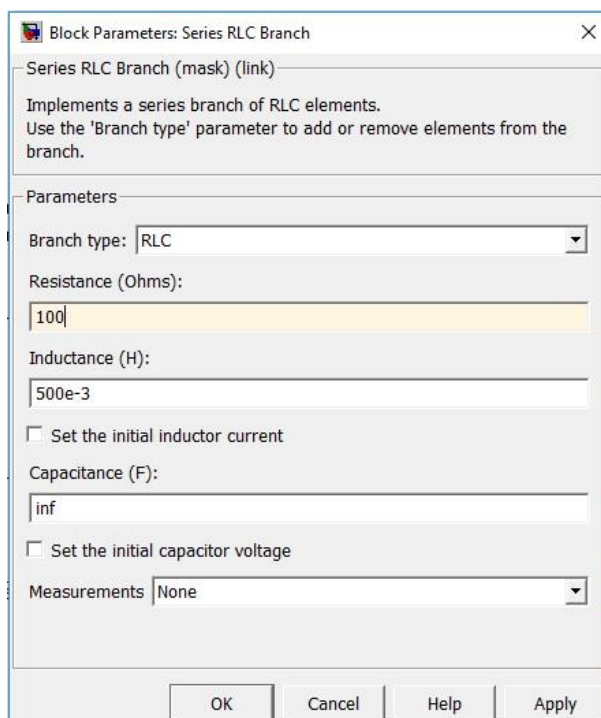 Block Parameters: Series RLC Branch
Series RLC Branch (mask) (link)
Implements a series branch of RLC elements.
Use the 'Branch type' parameter to add or remove elements from the
branch.
Parameters
Branch type: RLC
Resistance (Ohms):
100
Inductance (H):
500e-3
Set the initial inductor current
Capacitance (F):
inf
Set the initial capacitor voltage
Measurements None
OK Cancel Help Apply